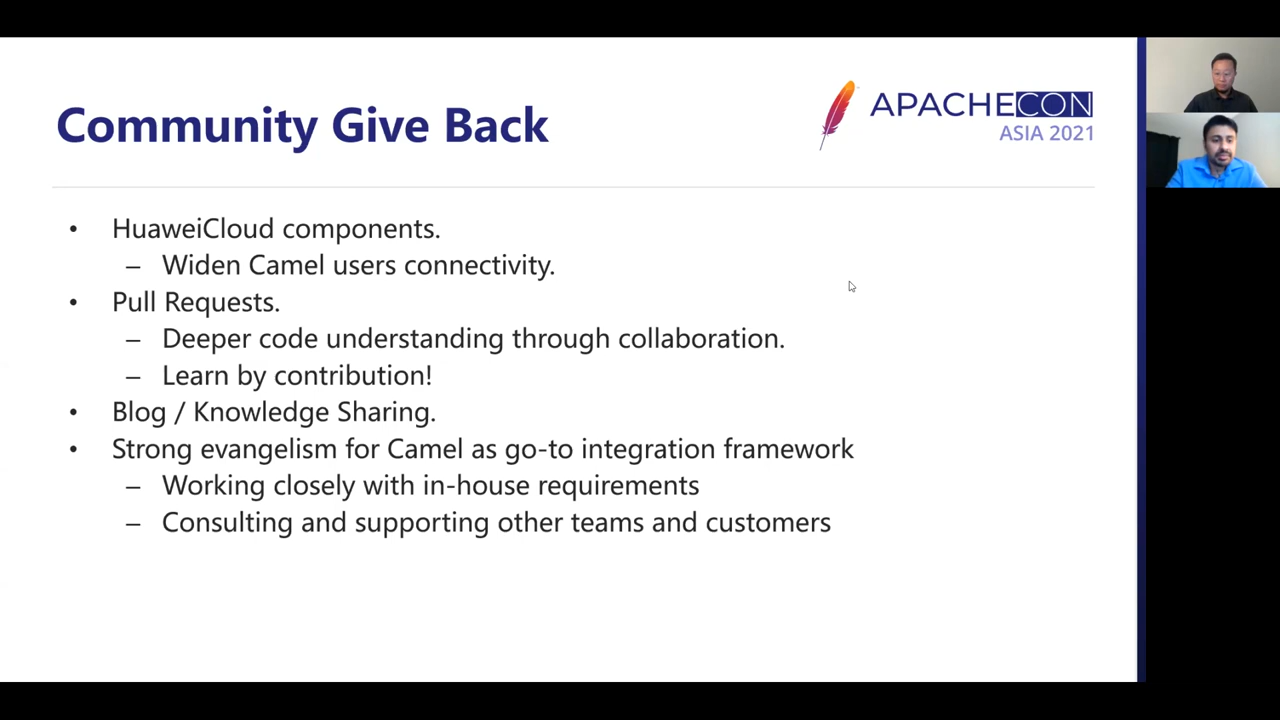 Community Give Back
APACHECON
ASIA 2021
• HuaweiCloud components.
– Widen Camel users connectivity.
• Pull Requests.
– Deeper code understanding through collaboration.
– Learn by contribution!
• Blog / Knowledge Sharing.
• Strong evangelism for Camel as go-to integration framework
– Working closely with in-house requirements
– Consulting and supporting other teams and customers